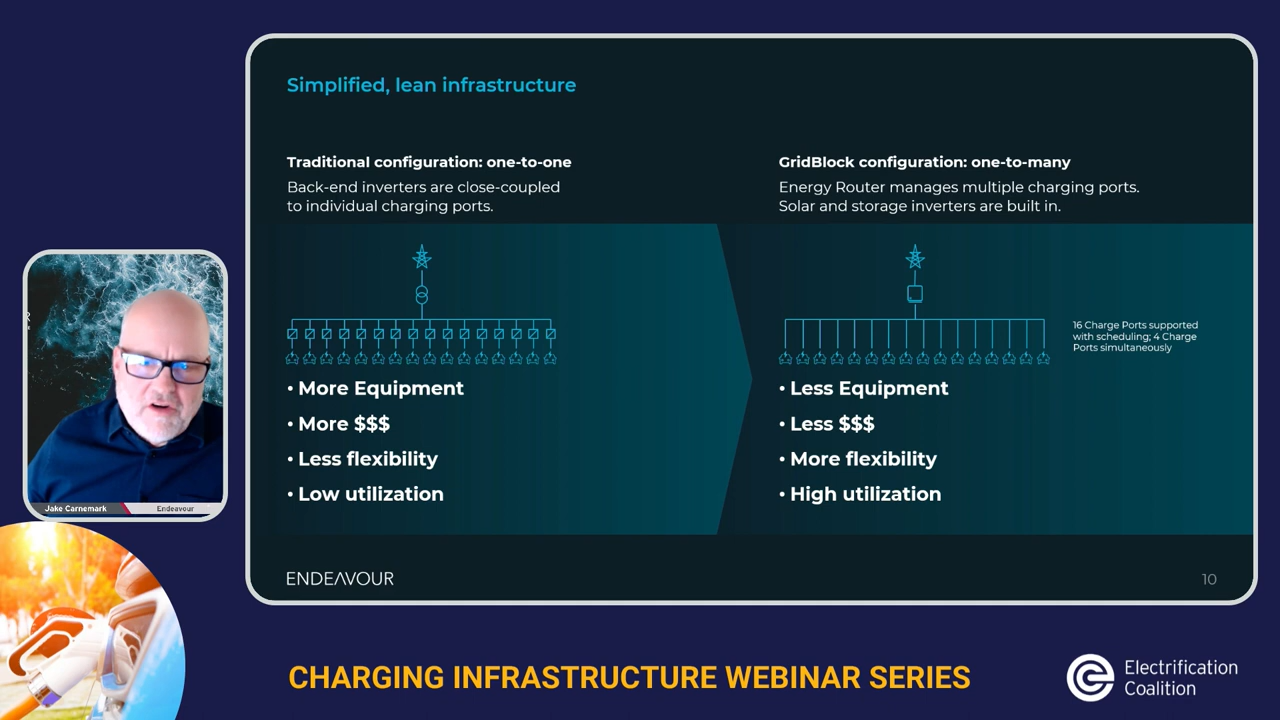 Simplified, lean infrastructure
Traditional configuration: one-to-one
Back-end inverters are close-coupled
to individual charging ports.
• More Equipment
• More $$$
• Less flexibility
• Low utilization
GridBlock configuration: one-to-many
Energy Router manages multiple charging ports.
Solar and storage inverters are built in.
16 Charge Ports supported
with scheduling; 4 Charge
Ports simultaneously
• Less Equipment
• Less $$$
• More flexibility
• High utilization
ENDEAVOUR
10
Jake Carnemark
Endeavour
CHARGING INFRASTRUCTURE WEBINAR SERIES
Electrification
Coalition